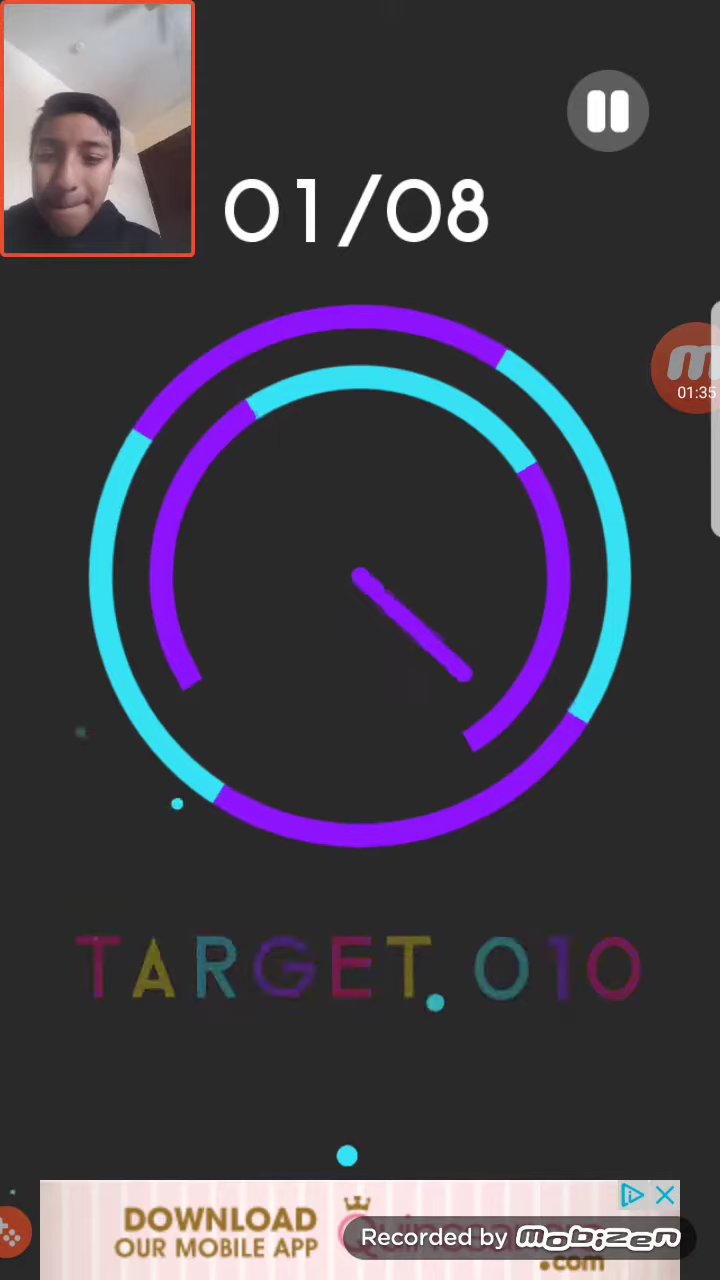 01/08
01:35
TARGET 010
DOWNLOAD
OUR MOBILE APP
Recorded by Mobizen
.com